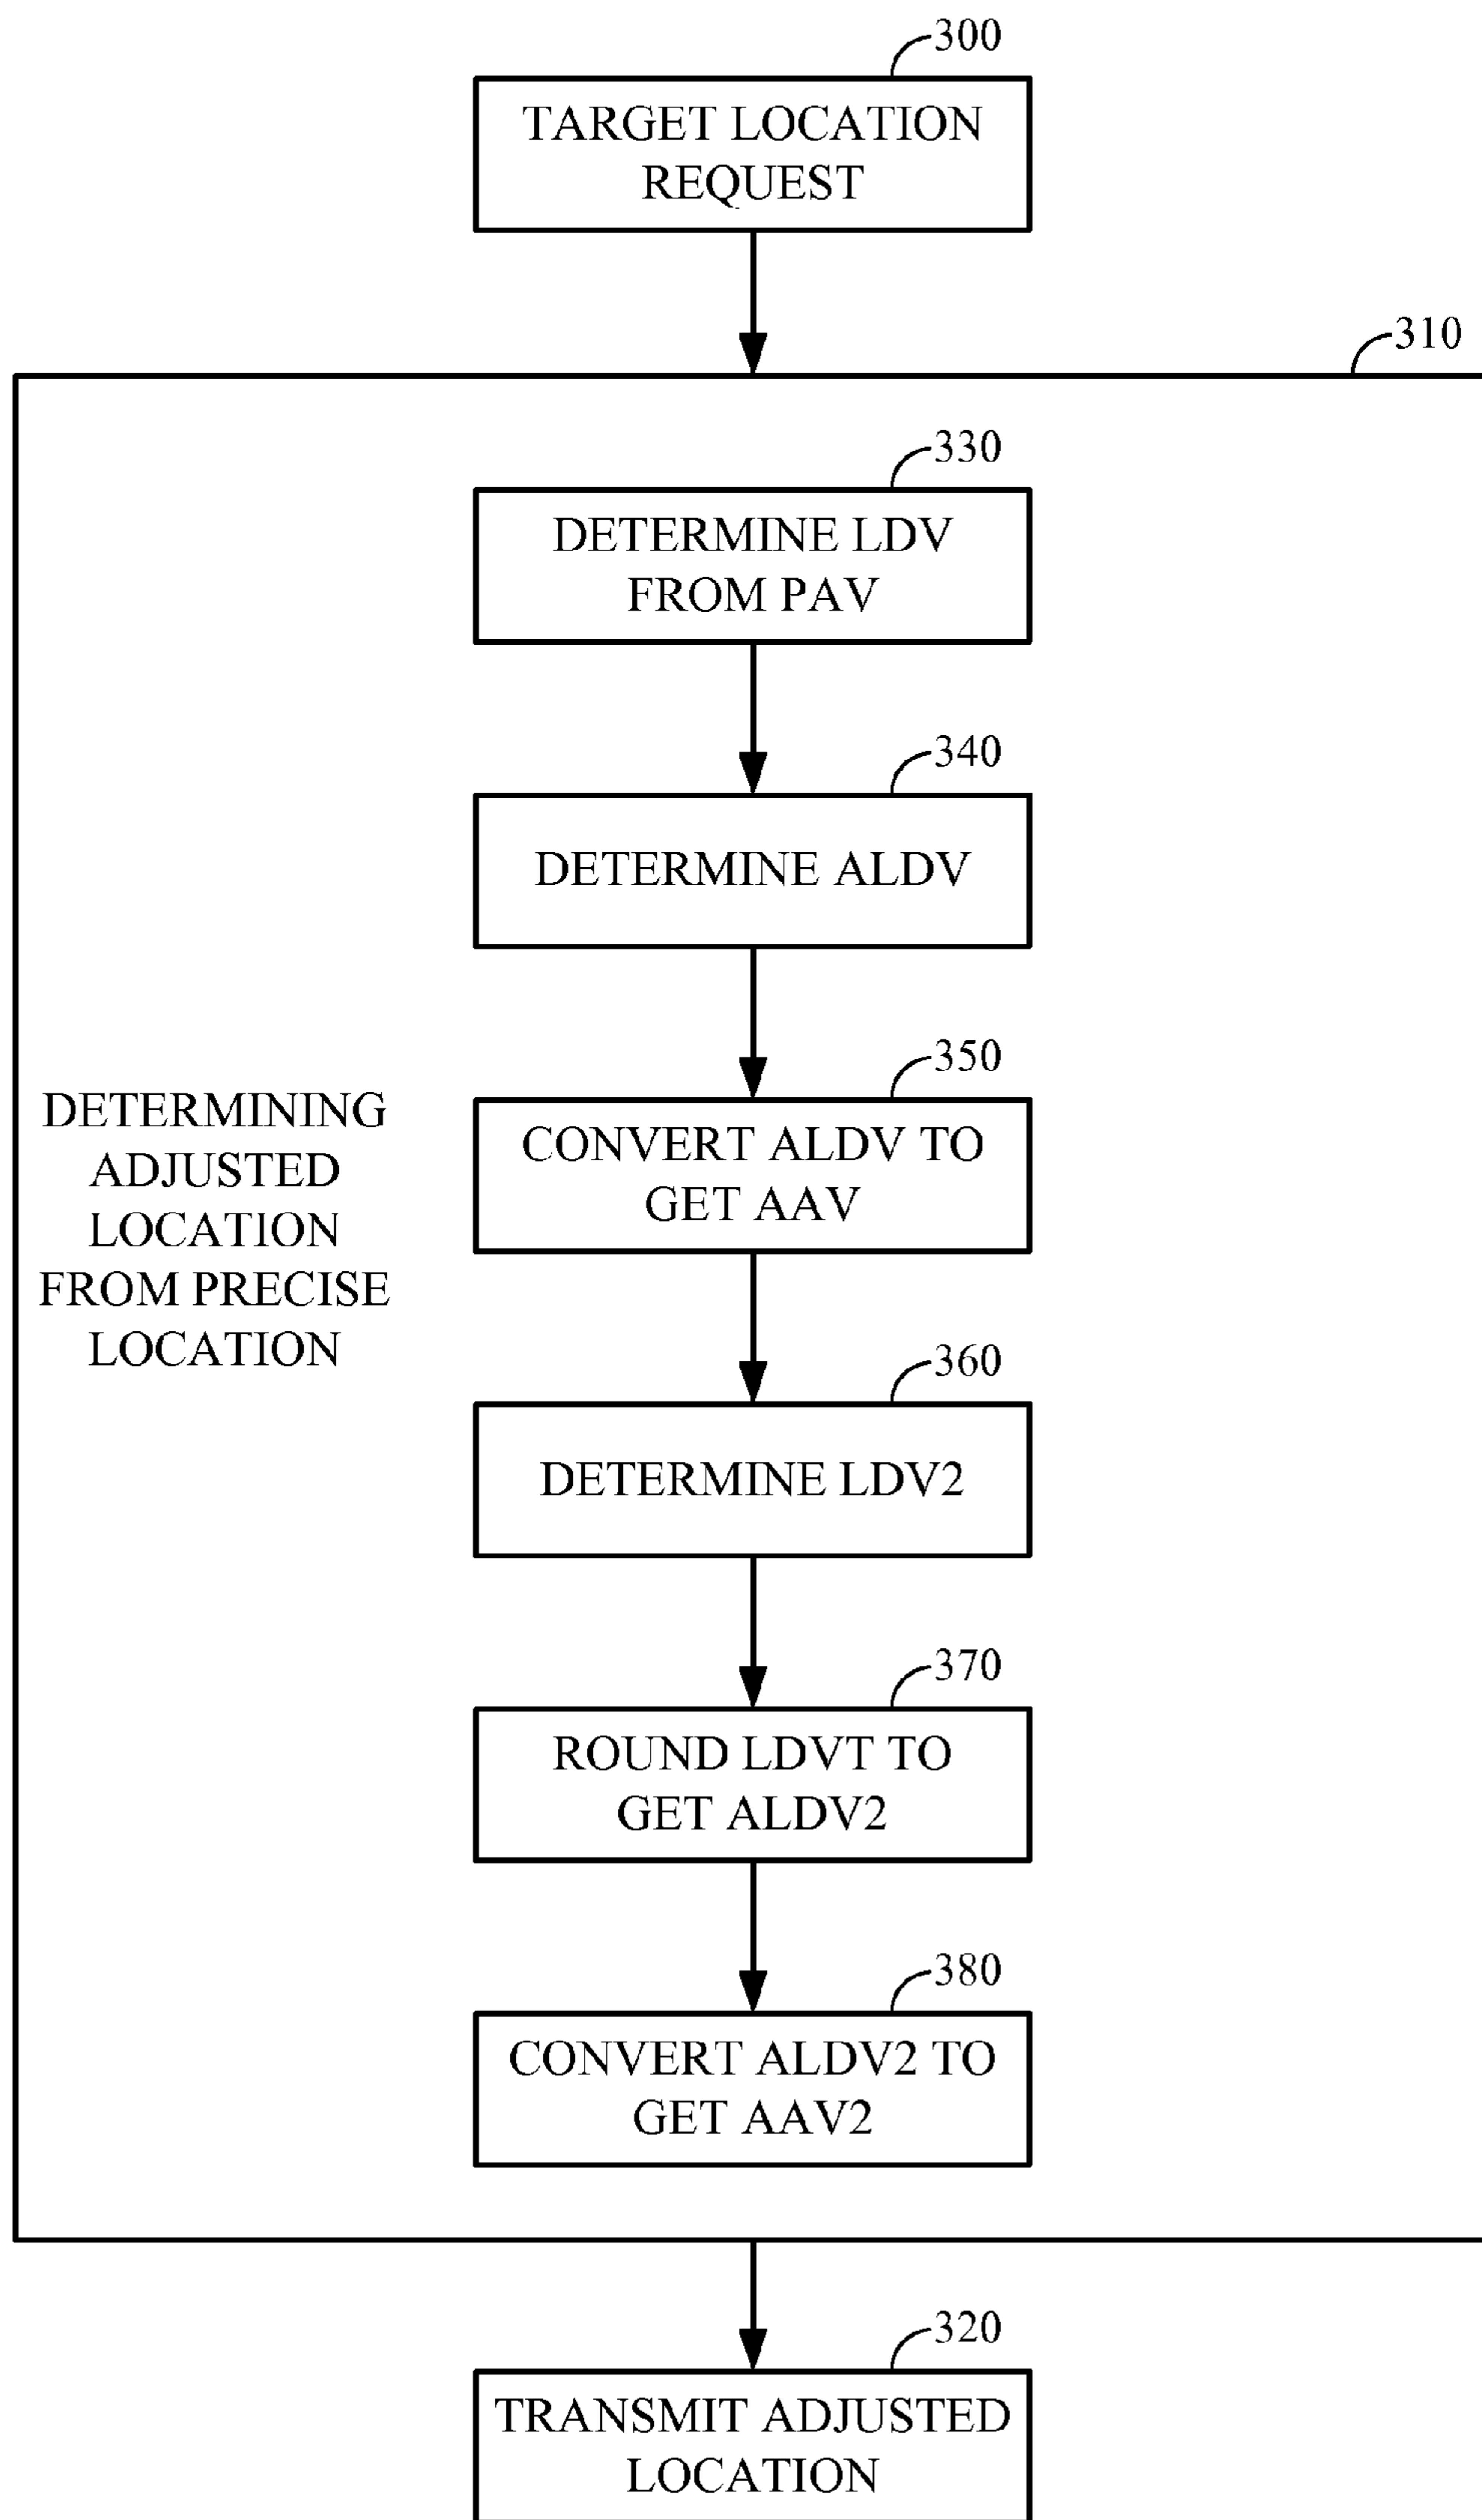 300
TARGET LOCATION
REQUEST
310
330
DETERMINE LDV
FROM PAV
340
DETERMINE ALDV
350
CONVERT ALDV TO
GET AAV
DETERMINING
ADJUSTED
LOCATION
FROM PRECISE
LOCATION
360
DETERMINE LDV2
370
ROUND LDVT TO
GET ALDV2
380
CONVERT ALDV2 TO
GET AAV2
320
TRANSMIT ADJUSTED
LOCATION